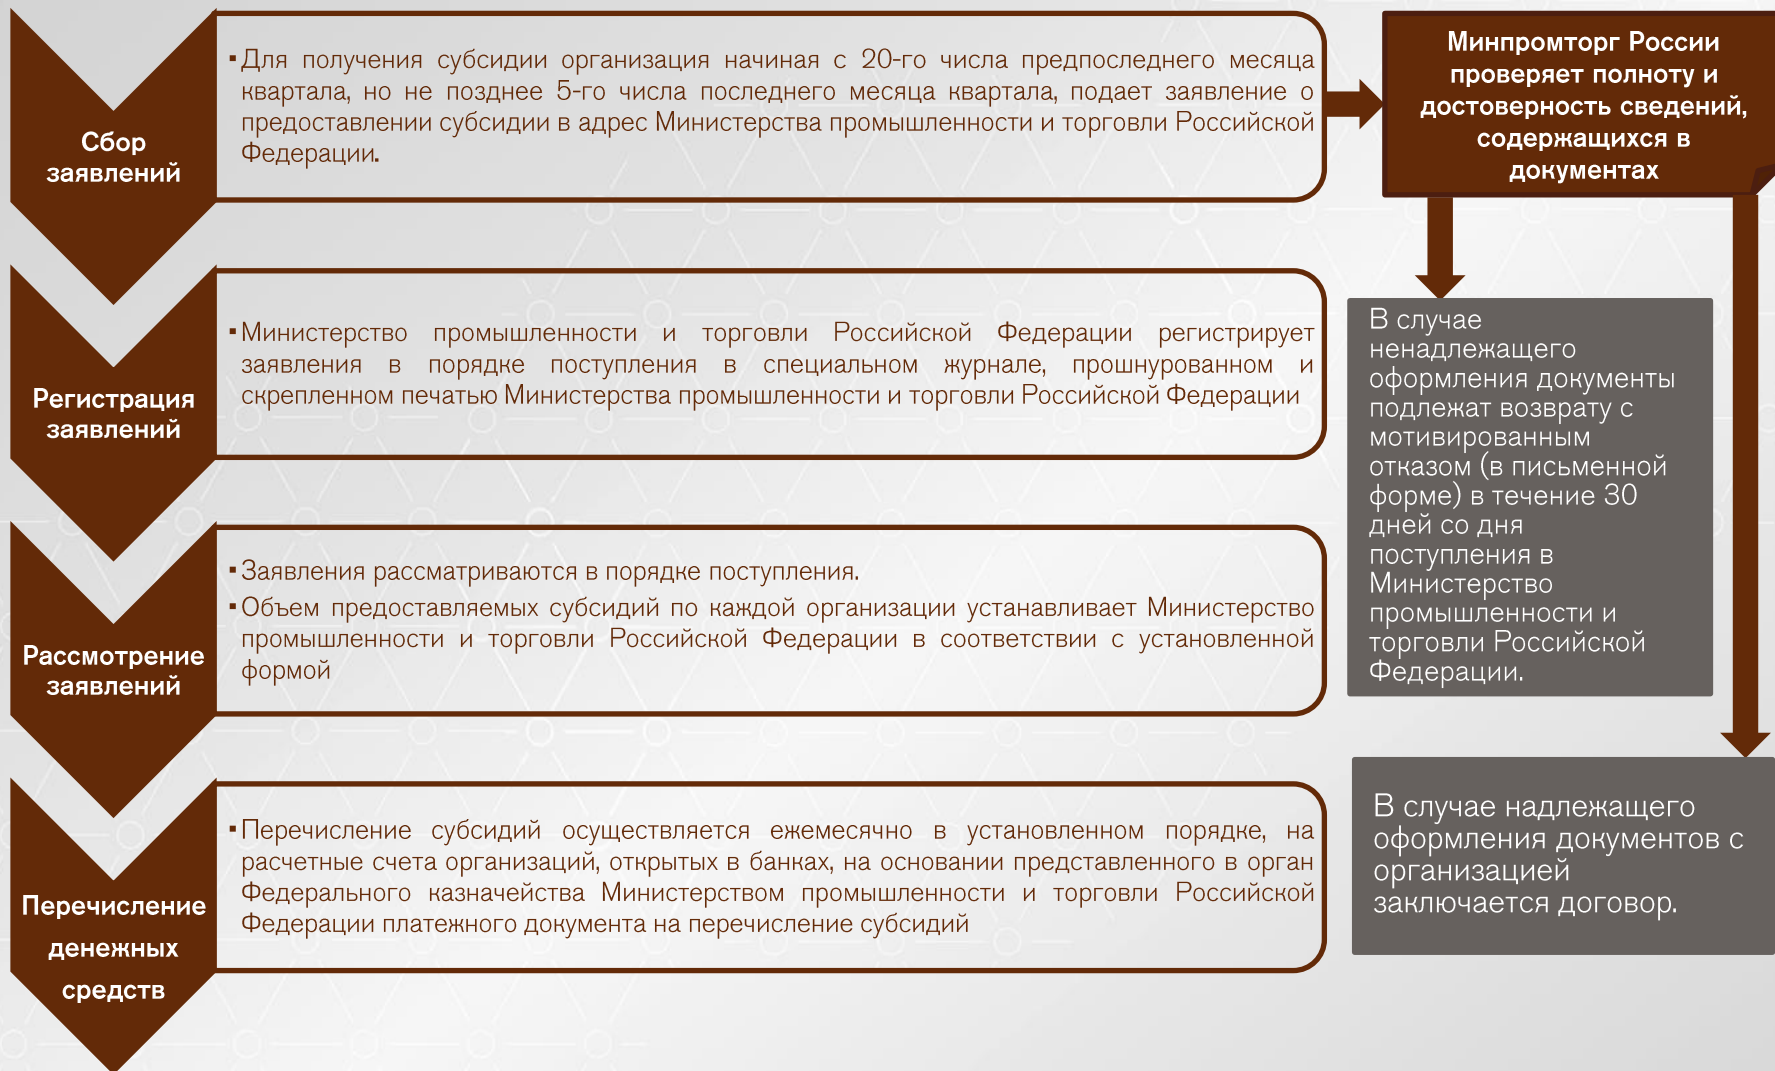 Сбор
заявлений
▪Для получения субсидии организация начиная с 20-го числа предпоследнего месяца
квартала, но не позднее 5-го числа последнего месяца квартала, подает заявление о
предоставлении субсидии в адрес Министерства промышленности и торговли Российской
Федерации.
Минпромторг России
проверяет полноту и
достоверность сведений,
содержащихся в
документах
Регистрация
заявлений
▪Министерство промышленности и торговли Российской Федерации регистрирует
заявления в порядке поступления в специальном журнале, прошнурованном и
скрепленном печатью Министерства промышленности и торговли Российской Федерации
В случае
ненадлежащего
оформления документы
подлежат возврату с
мотивированным
отказом (в письменной
форме) в течение 30
дней со дня
поступления в
Министерство
промышленности и
торговли Российской
Федерации.
Рассмотрение
заявлений
▪Заявления рассматриваются в порядке поступления.
▪Объем предоставляемых субсидий по каждой организации устанавливает Министерство
промышленности и торговли Российской Федерации в соответствии с установленной
формой
Перечисление
денежных
средств
▪Перечисление субсидий осуществляется ежемесячно в установленном порядке, на
расчетные счета организаций, открытых в банках, на основании представленного в орган
Федерального казначейства Министерством промышленности и торговли Российской
Федерации платежного документа на перечисление субсидий
В случае надлежащего
оформления документов с
организацией
заключается договор.